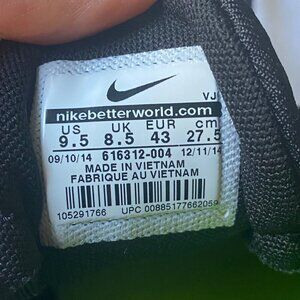 VJ
nikebetterworld.com
US UK EUR cm
9.5 8.5 43 27.5
09/10/14 616312-004 12/11/14
MADE IN VIETNAM
FABRIQUE AU VIETNAM
105291766 UPC 00885177662059